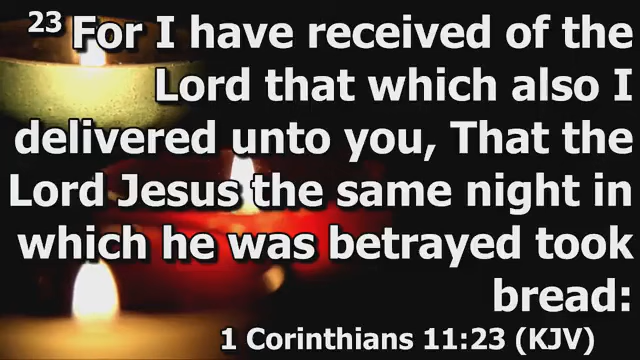 23 For I have received of the
Lord that which also I
delivered unto you, That the
Lord Jesus the same night in
which he was betrayed took
bread:
1 Corinthians 11:23 (KJV)